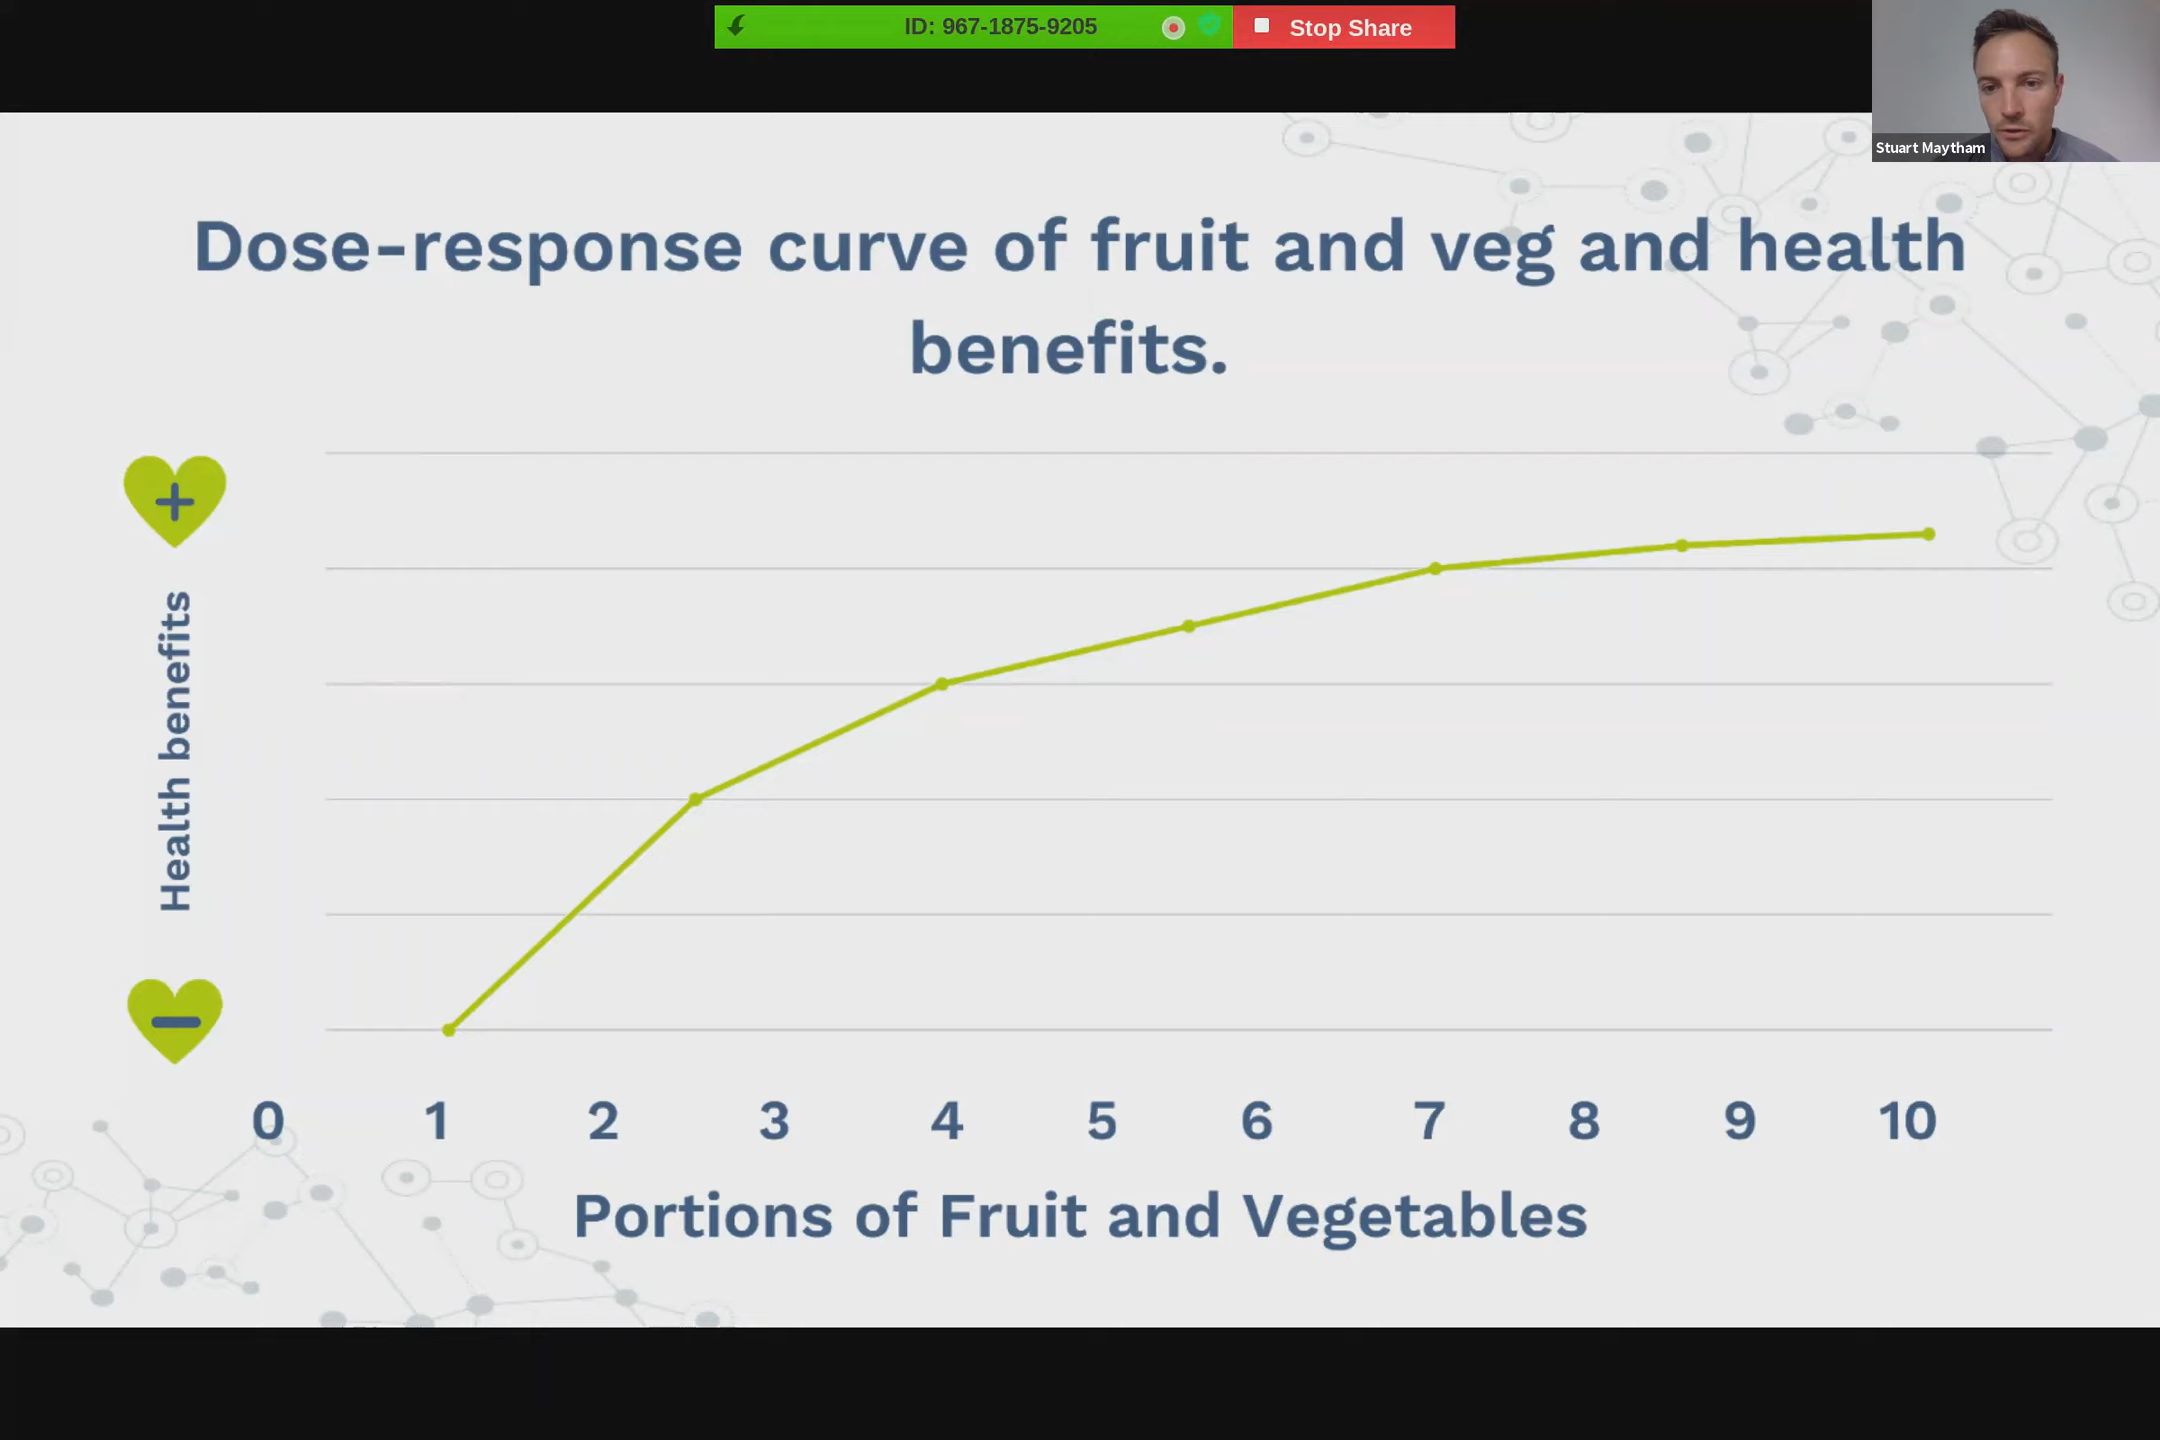 ID: 967-1875-9205
Stop Share
Stuart Maytham
Dose-response curve of fruit and veg and health
benefits.
Health benefits
0 1 2 3 4 5 6 7 8 9 10
Portions of Fruit and Vegetables